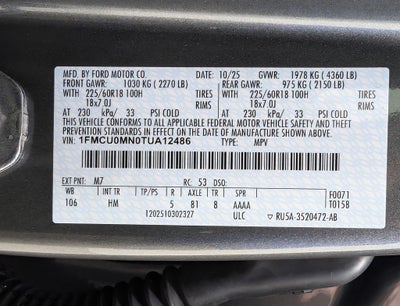 MFD. BY FORD MOTOR CO. 10/25 GVWR: 1978 KG ( 4360 LB)
FRONT GAWR: 1030 KG ( 2270 LB) REAR GAWR: 975 KG ( 2150 LB)
225/60R18 100H TIRES 225/60R18 100H TIRES
18x7.0J RIMS 18x7.0J RIMS
AT 230 kPa/ 33 PSI COLD AT 230 kPa/ 33 PSI COLD
THIS VEHICLE CONFORMS TO ALL APPLICABLE FEDERAL MOTOR VEHICLE SAFETY AND
THEFT PREVENTION STANDARDS IN EFFECT ON THE DATE OF MANUFACTURE SHOWN ABOVE.
VIN: 1FMCU0MN0TUA12486 TYPE: MPV
EXT PNT: M7 RC: 53 DSO: F0071
WB INT TR TP/PS R AXLE TR SPR T0158
106 HM 5 81 8 AAAA
1202510302327 ULC ▽ RU5A-3520472-AB